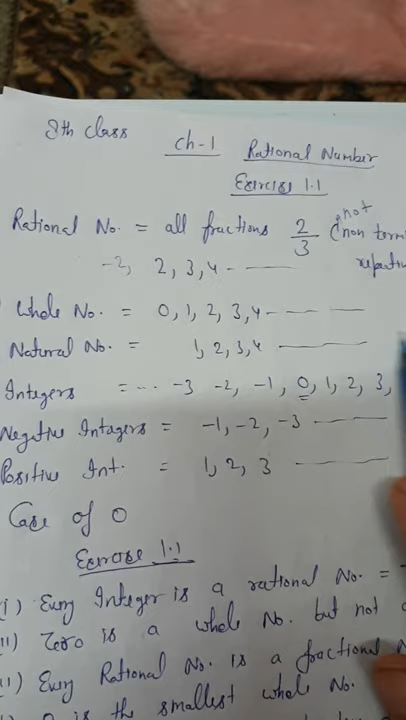 8th class Ch-1 Rational Number
Exercise 1.1
Rational No. = all fractions 2/3 (not non term
-2, 2, 3, 4 - —— repeatin
Whole No. = 0, 1, 2, 3, 4 - — —
Natural No. = 1, 2, 3, 4 ———
Integers = ... -3 -2, -1, 0, 1, 2, 3,
Negative Intagers = -1, -2, -3 ———
Positive Int. = 1, 2, 3 ———
Case of 0
Exercise 1.1
(i) Every Integer is a rational No. =
(ii) Zero is a whole No. but not
Every Rational No. is a fractional
is the smallest whole No.